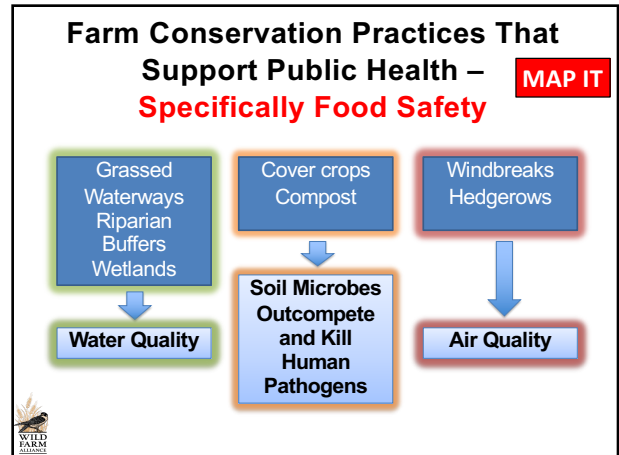 Farm Conservation Practices That
Support Public Health –
MAP IT
Specifically Food Safety
Grassed
Waterways
Riparian
Buffers
Wetlands
Water Quality
Cover crops
Compost
Soil Microbes
Outcompete
and Kill
Human
Pathogens
Windbreaks
Hedgerows
Air Quality
WILD
FARM
ALLIANCE